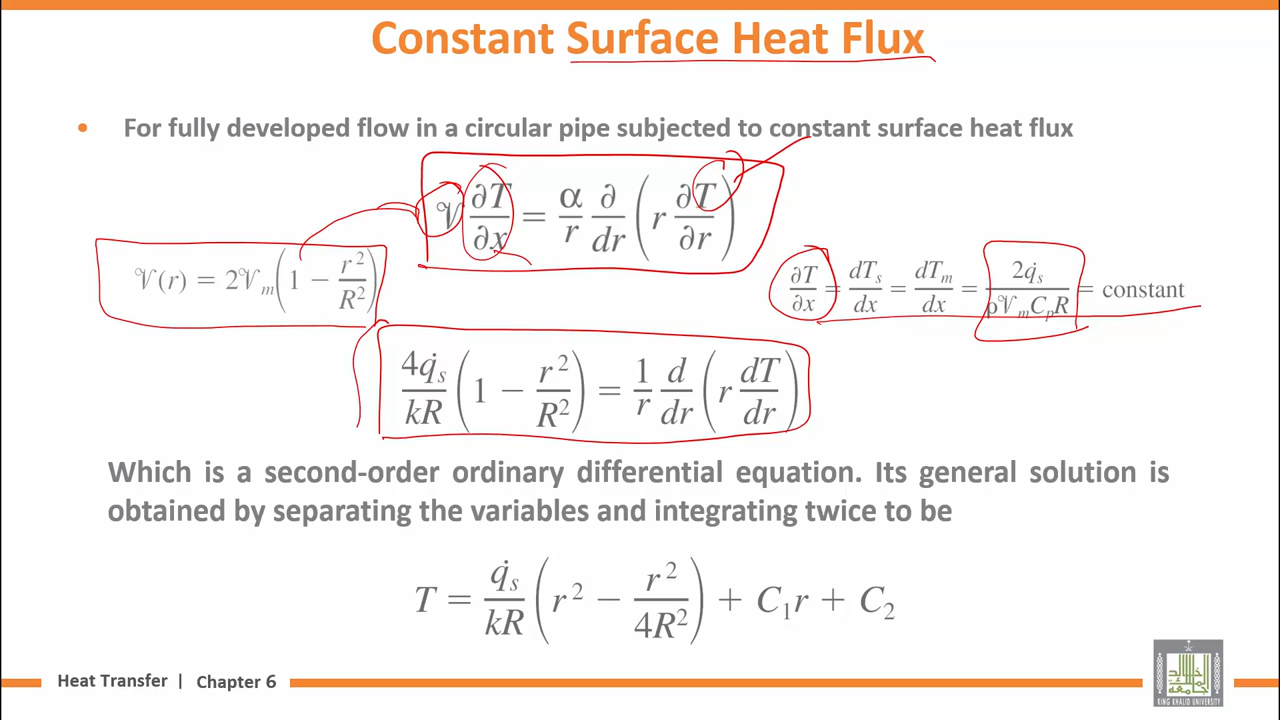 Constant Surface Heat Flux
• For fully developed flow in a circular pipe subjected to constant surface heat flux
𝒱 ∂T/∂x = α/r ∂/dr (r ∂T/∂r)
𝒱(r) = 2𝒱m (1 − r²/R²)
∂T/∂x = dTs/dx = dTm/dx = 2q̇s/ρ𝒱mCpR = constant
4q̇s/kR (1 − r²/R²) = 1/r d/dr (r dT/dr)
Which is a second-order ordinary differential equation. Its general solution is
obtained by separating the variables and integrating twice to be
T = q̇s/kR (r² − r²/4R²) + C₁r + C₂
Heat Transfer | Chapter 6
KING KHALID UNIVERSITY